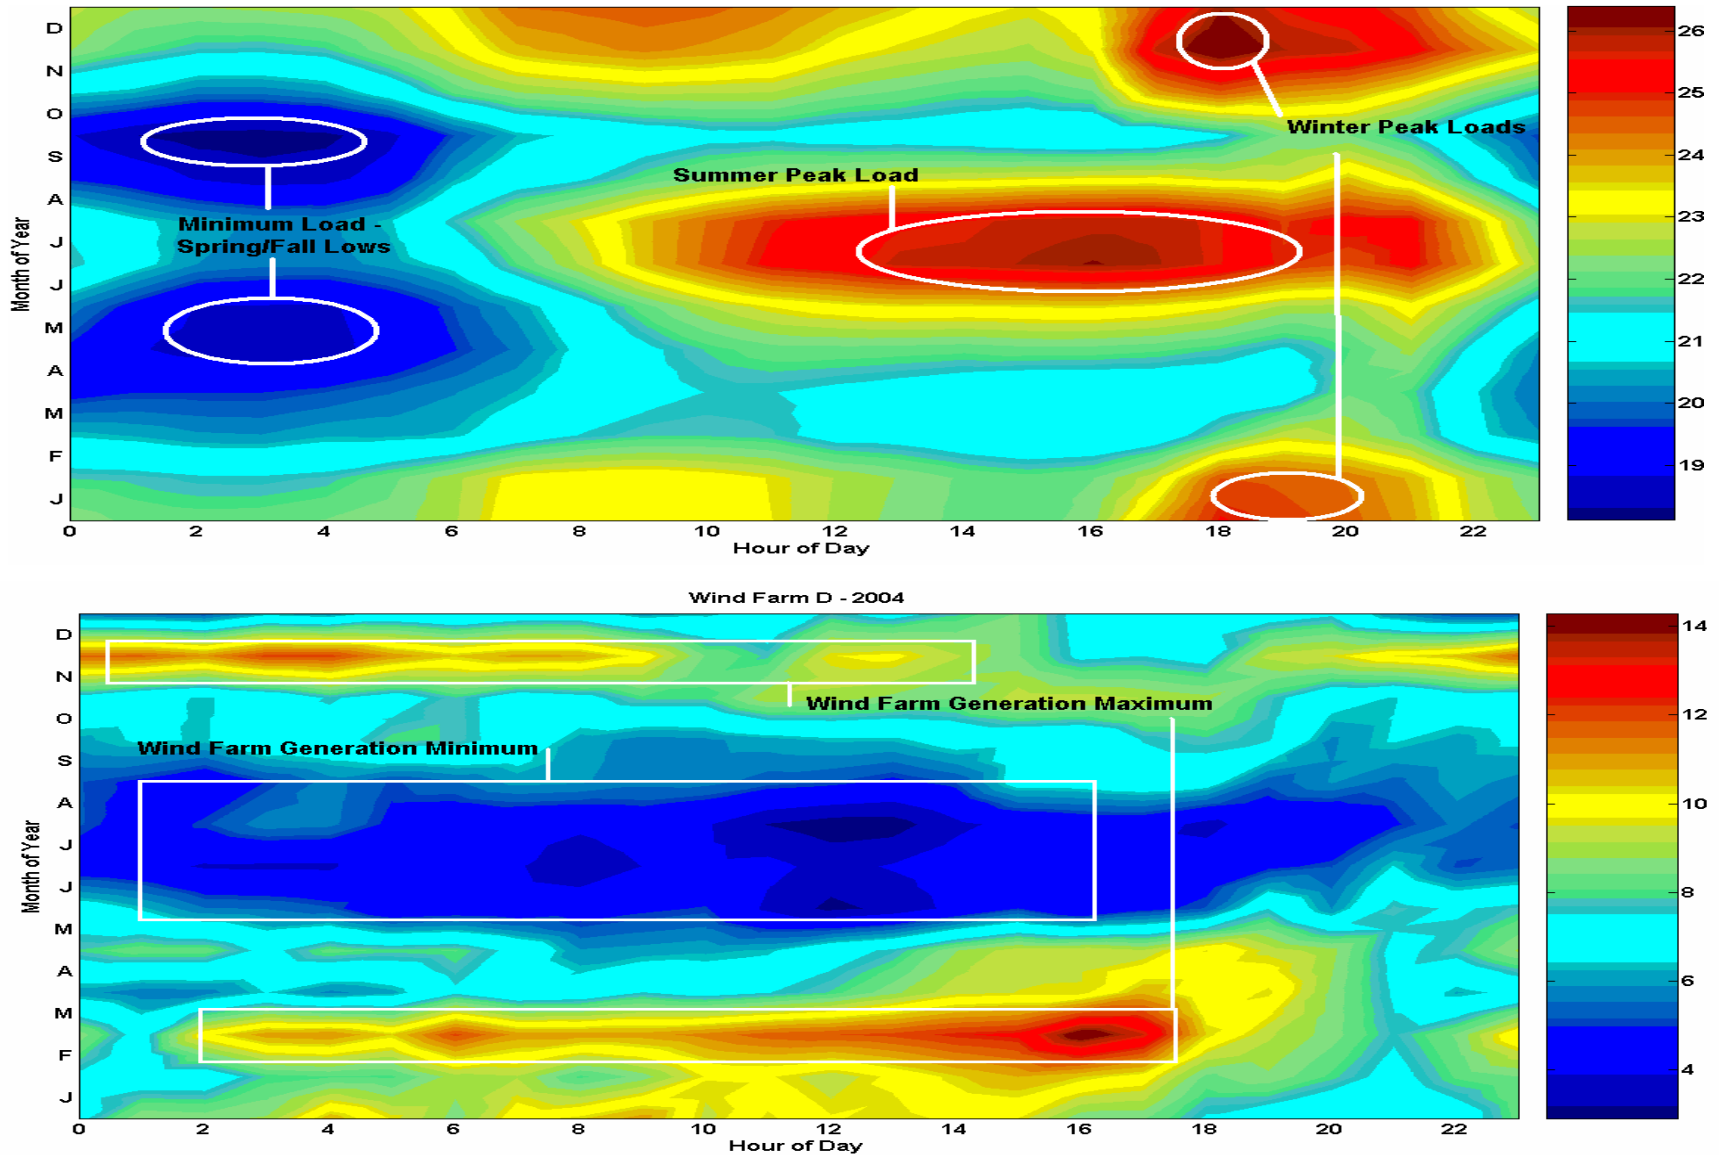 D
N
O
S
A
J
J
M
A
M
F
J
Month of Year
Winter Peak Loads
Summer Peak Load
Minimum Load -
Spring/Fall Lows
0 2 4 6 8 10 12 14 16 18 20 22
Hour of Day
26
25
24
23
22
21
20
19
Wind Farm D - 2004
D
N
O
S
A
J
J
M
A
M
F
J
Month of Year
Wind Farm Generation Maximum
Wind Farm Generation Minimum
0 2 4 6 8 10 12 14 16 18 20 22
Hour of Day
14
12
10
8
6
4